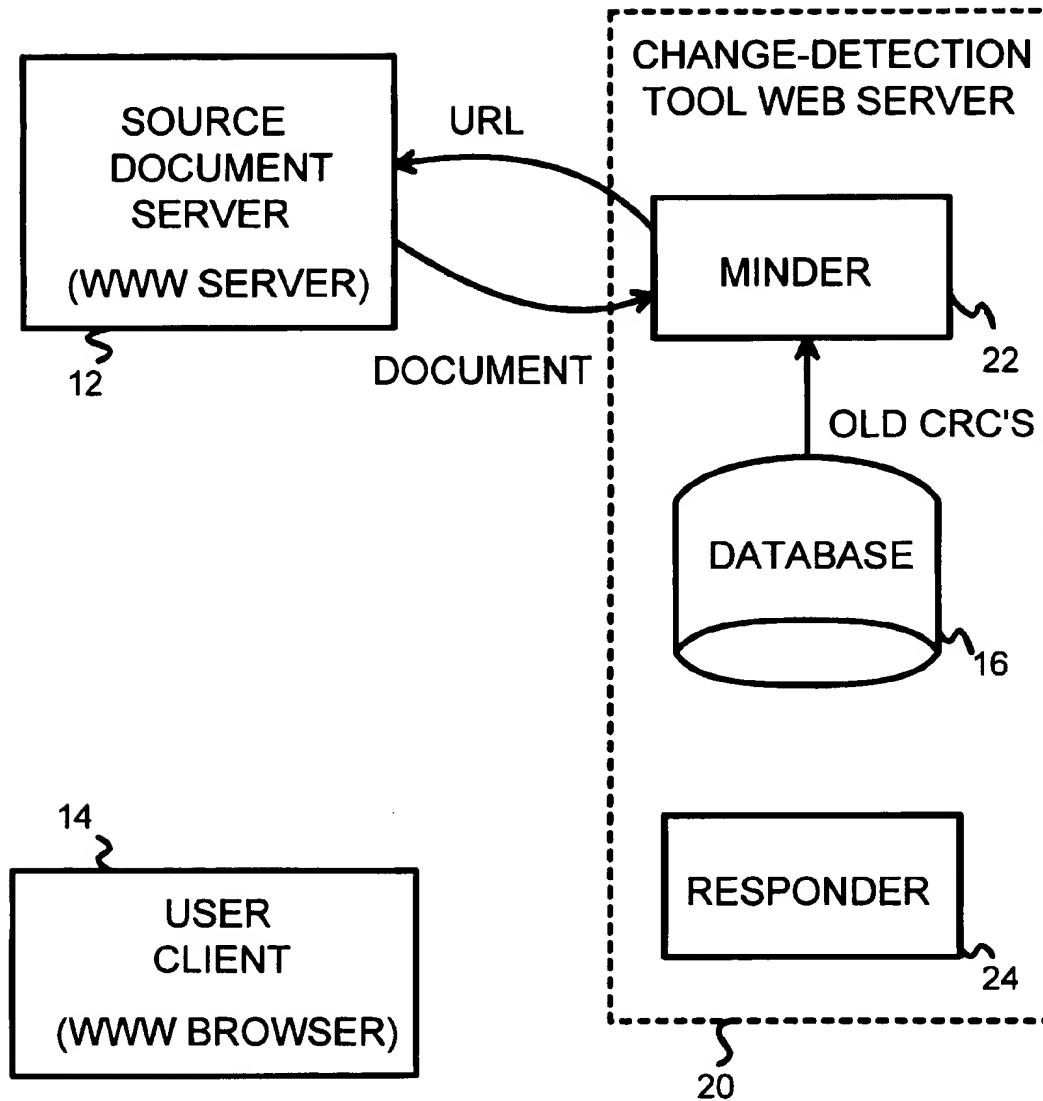 CHANGE-DETECTION
TOOL WEB SERVER
SOURCE
DOCUMENT
SERVER
(WWW SERVER)
12
URL
DOCUMENT
MINDER
22
OLD CRC'S
DATABASE
16
14
USER
CLIENT
(WWW BROWSER)
RESPONDER
24
20